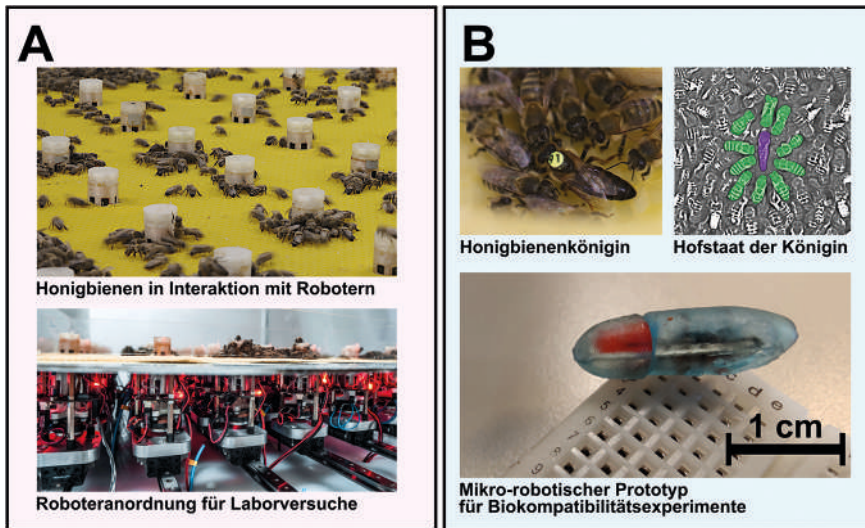 A
Honigbienen in Interaktion mit Robotern
Roboteranordnung für Laborversuche
B
Honigbienenkönigin
Hofstaat der Königin
1 cm
Mikro-robotischer Prototyp
für Biokompatibilitätsexperimente